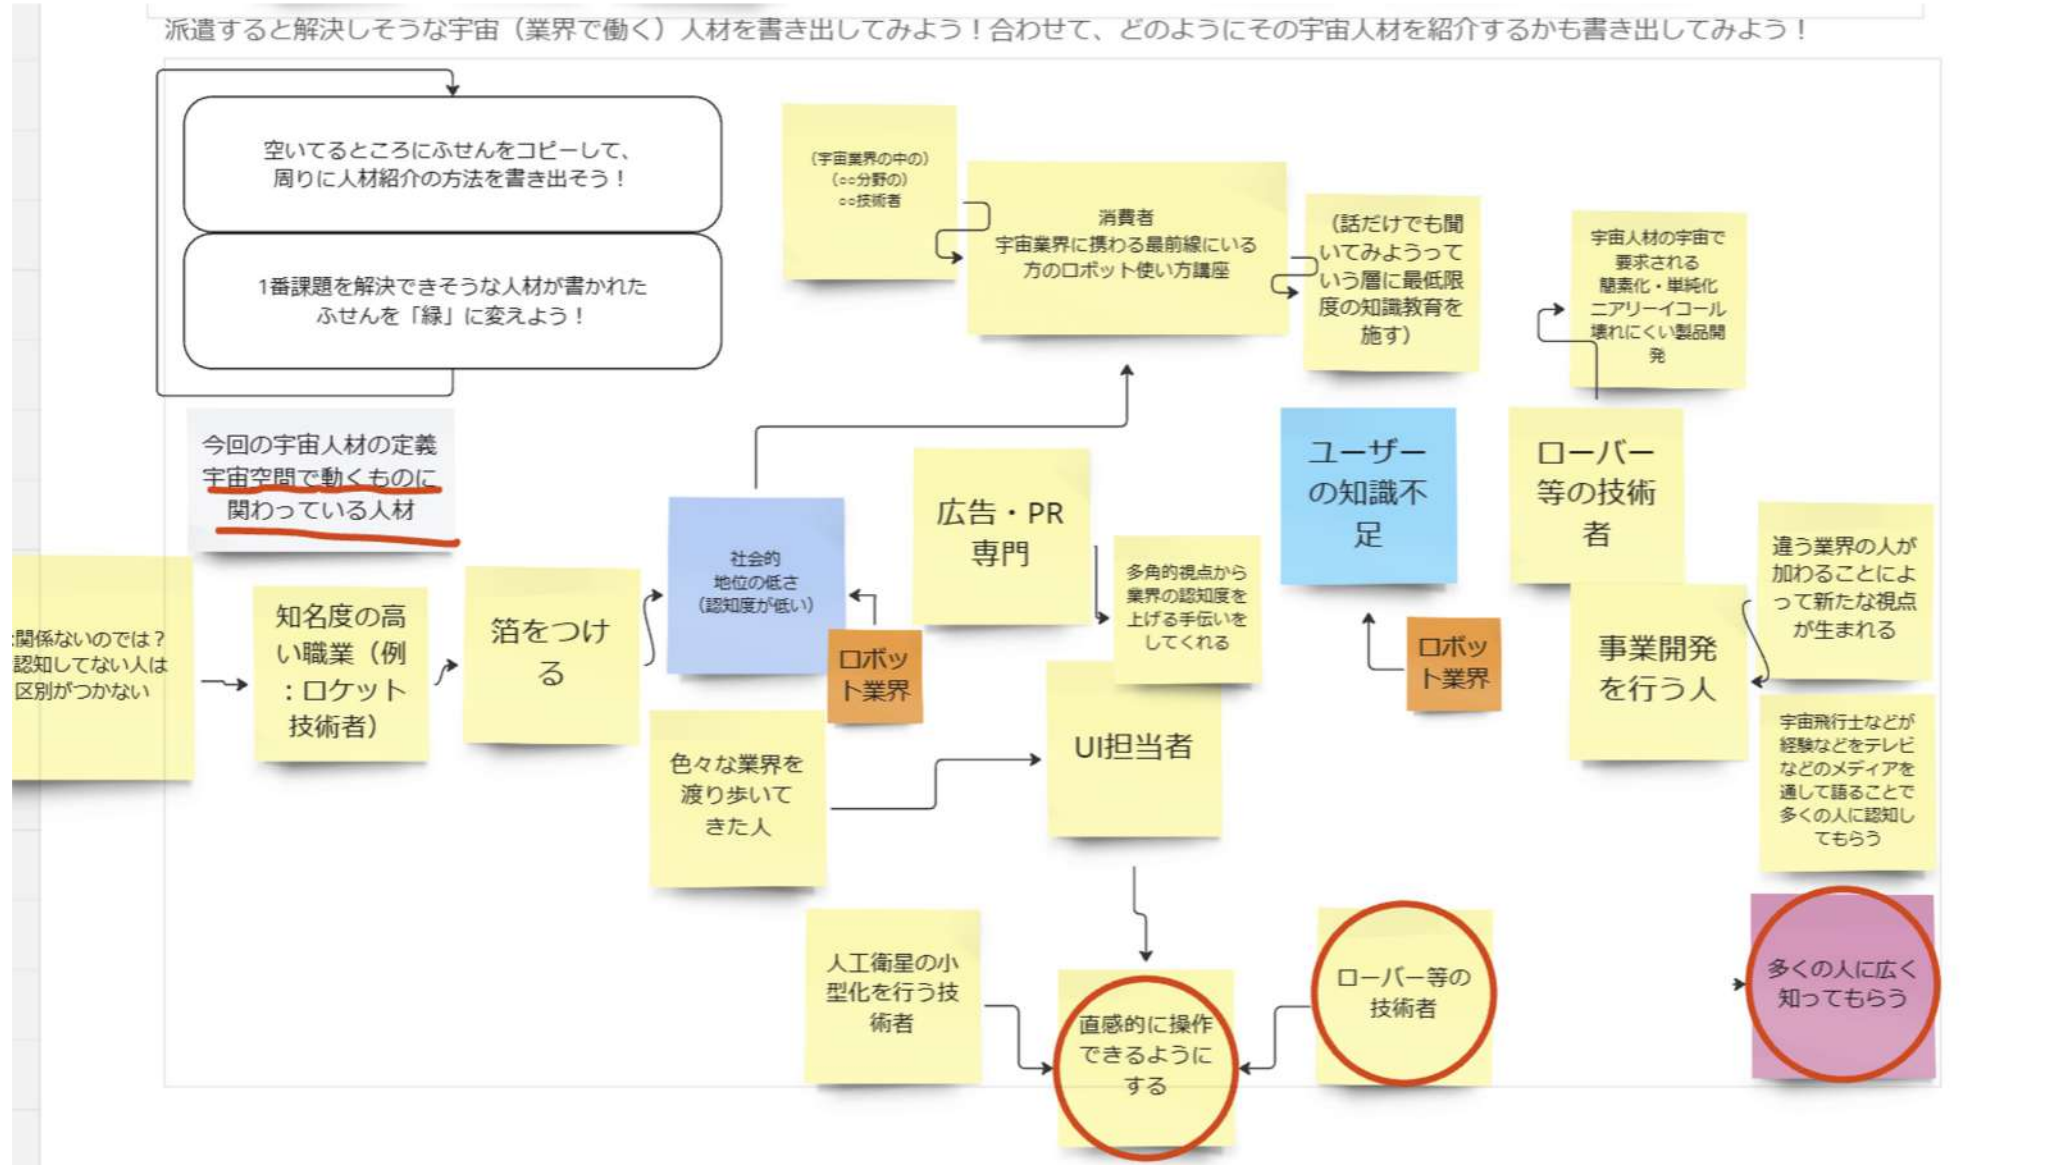 派遣すると解決しそうな宇宙（業界で働く）人材を書き出してみよう！合わせて、どのようにその宇宙人材を紹介するかも書き出してみよう！
空いてるところにふせんをコピーして、
周りに人材紹介の方法を書き出そう！
1番課題を解決できそうな人材が書かれた
ふせんを「緑」に変えよう！
（宇宙業界の中の）
（○○分野の）
○○技術者
消費者
宇宙業界に携わる最前線にいる
方のロボット使い方講座
（話だけでも聞
いてみようって
いう層に最低限
度の知識教育を
施す）
宇宙人材の宇宙で
要求される
簡素化・単純化
ニアリーイコール
壊れにくい製品開
発
今回の宇宙人材の定義
宇宙空間で動くものに
関わっている人材
関係ないのでは？
認知してない人は
区別がつかない
知名度の高
い職業（例
：ロケット
技術者）
箔をつけ
る
社会的
地位の低さ
（認知度が低い）
ロボッ
ト業界
広告・PR
専門
多角的視点から
業界の認知度を
上げる手伝いを
してくれる
ユーザー
の知識不
足
ロボッ
ト業界
ローバー
等の技術
者
事業開発
を行う人
違う業界の人が
加わることによ
って新たな視点
が生まれる
宇宙飛行士などが
経験などをテレビ
などのメディアを
通して語ることで
多くの人に認知し
てもらう
色々な業界を
渡り歩いて
きた人
UI担当者
人工衛星の小
型化を行う技
術者
直感的に操作
できるように
する
ローバー等の
技術者
多くの人に広く
知ってもらう